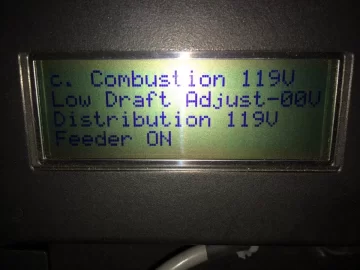 c. Combustion 119V
Low Draft Adjust-00V
Distribution 119V
Feeder ON